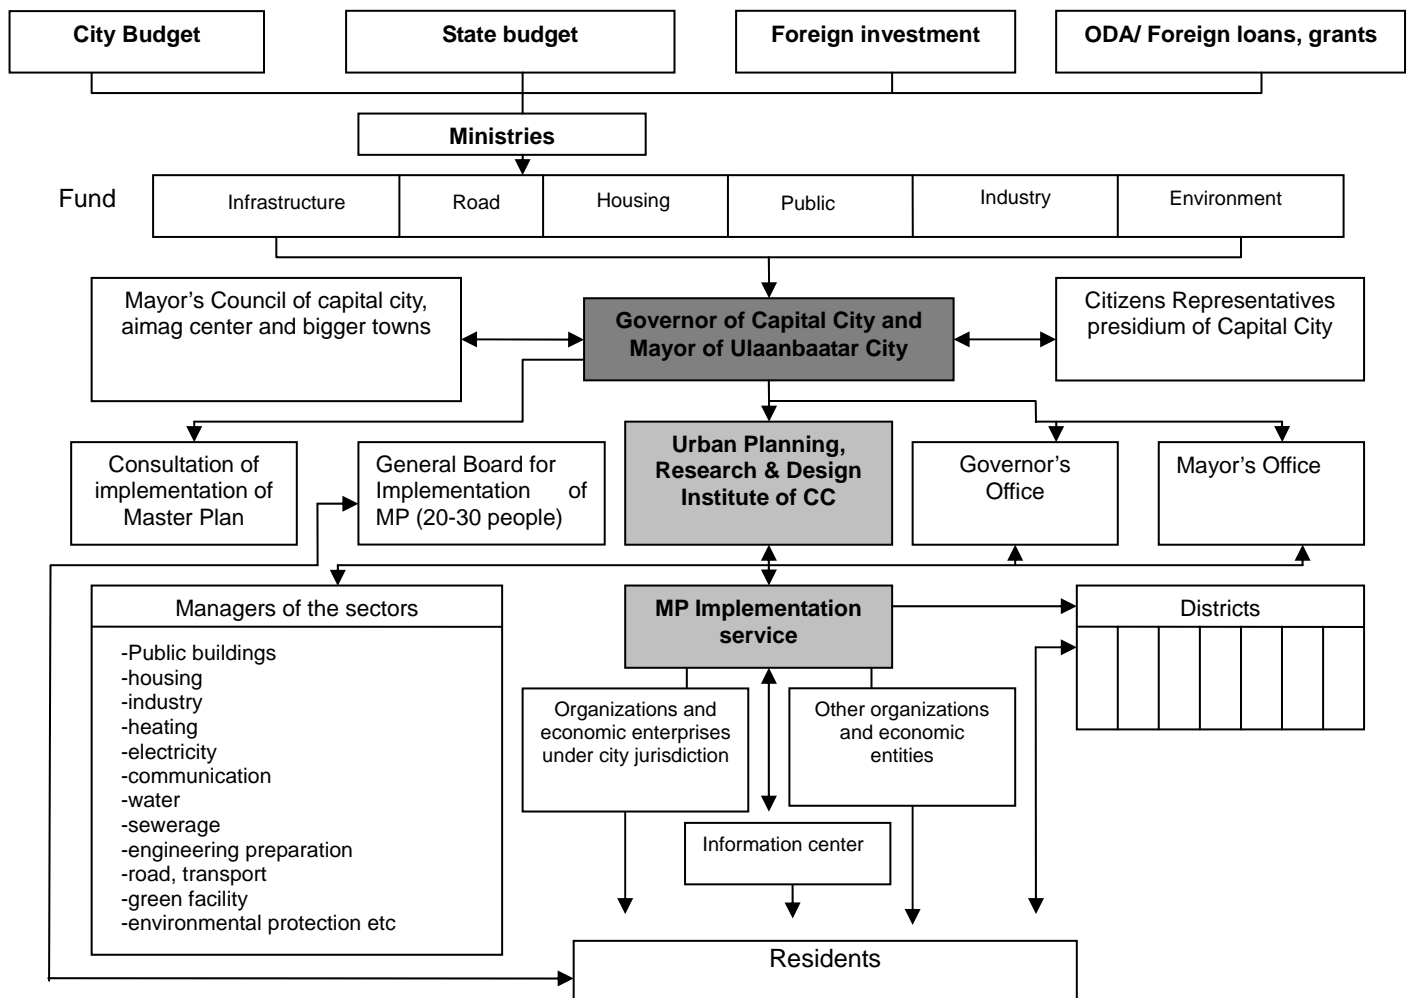 City Budget
State budget
Foreign investment
ODA/ Foreign loans, grants
Ministries
Fund
Infrastructure
Road
Housing
Public
Industry
Environment
Mayor’s Council of capital city,
aimag center and bigger towns
Governor of Capital City and
Mayor of Ulaanbaatar City
Citizens Representatives
presidium of Capital City
Consultation of
implementation of
Master Plan
General Board for
Implementation of
MP (20-30 people)
Urban Planning,
Research & Design
Institute of CC
Governor’s
Office
Mayor’s Office
Managers of the sectors
-Public buildings
-housing
-industry
-heating
-electricity
-communication
-water
-sewerage
-engineering preparation
-road, transport
-green facility
-environmental protection etc
MP Implementation
service
Districts
Organizations and
economic enterprises
under city jurisdiction
Other organizations
and economic
entities
Information center
Residents